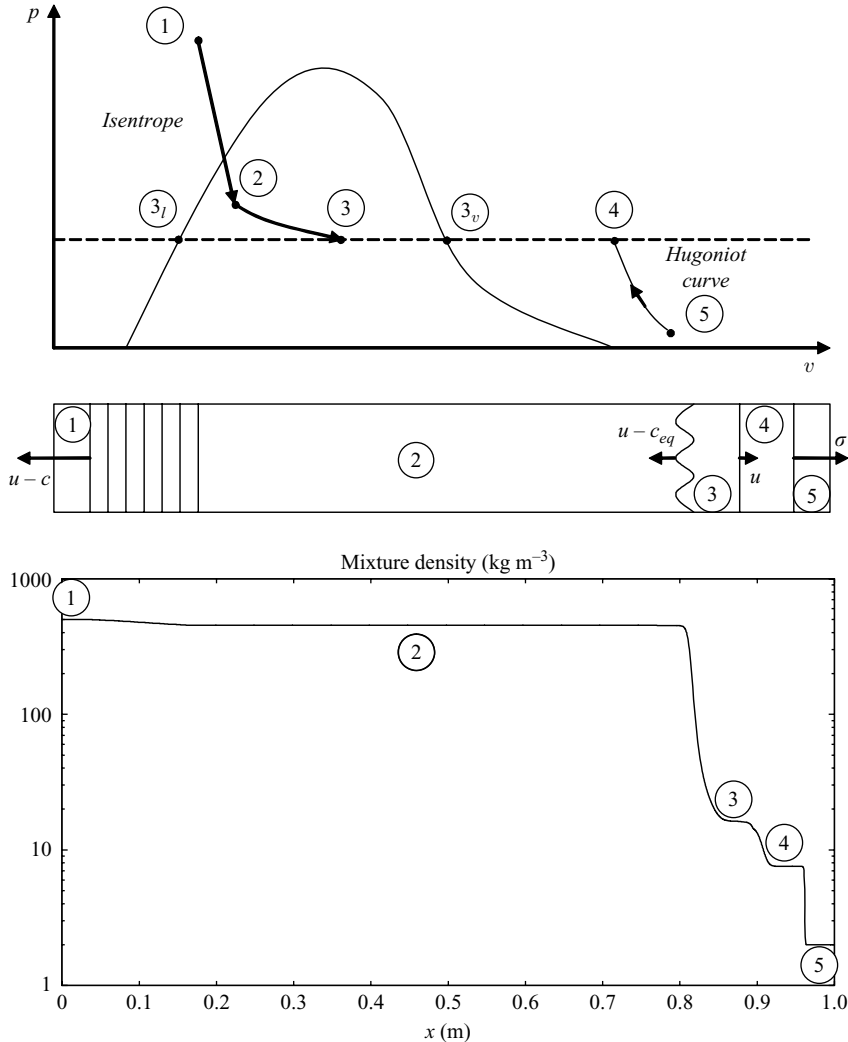 p
1
Isentrope
2
3l
3
3v
4
Hugoniot
curve
5
v
1
4
u – c
2
u – ceq
3
u
5
σ
Mixture density (kg m–3)
1000
1
2
100
3
10
4
5
1
0
0.1
0.2
0.3
0.4
0.5
0.6
0.7
0.8
0.9
1.0
x (m)